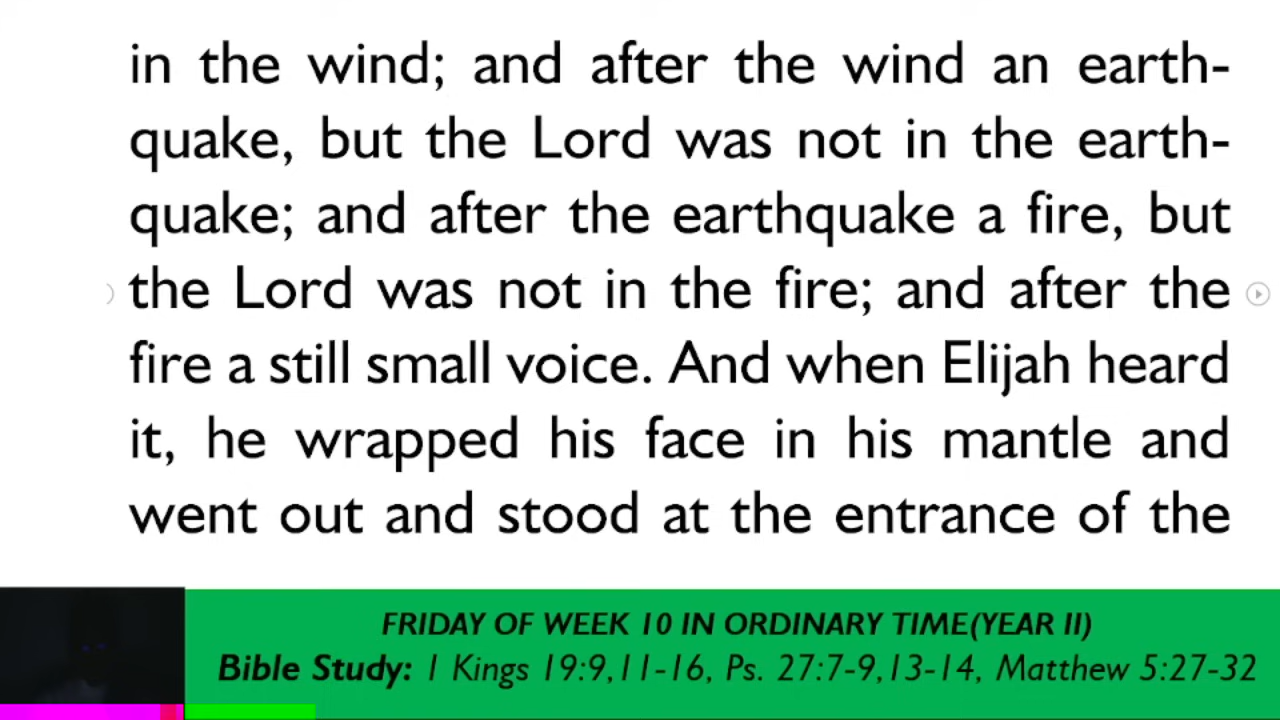 in the wind; and after the wind an earth-
quake, but the Lord was not in the earth-
quake; and after the earthquake a fire, but
the Lord was not in the fire; and after the
fire a still small voice. And when Elijah heard
it, he wrapped his face in his mantle and
went out and stood at the entrance of the
FRIDAY OF WEEK 10 IN ORDINARY TIME(YEAR II)
Bible Study: 1 Kings 19:9,11-16, Ps. 27:7-9,13-14, Matthew 5:27-32